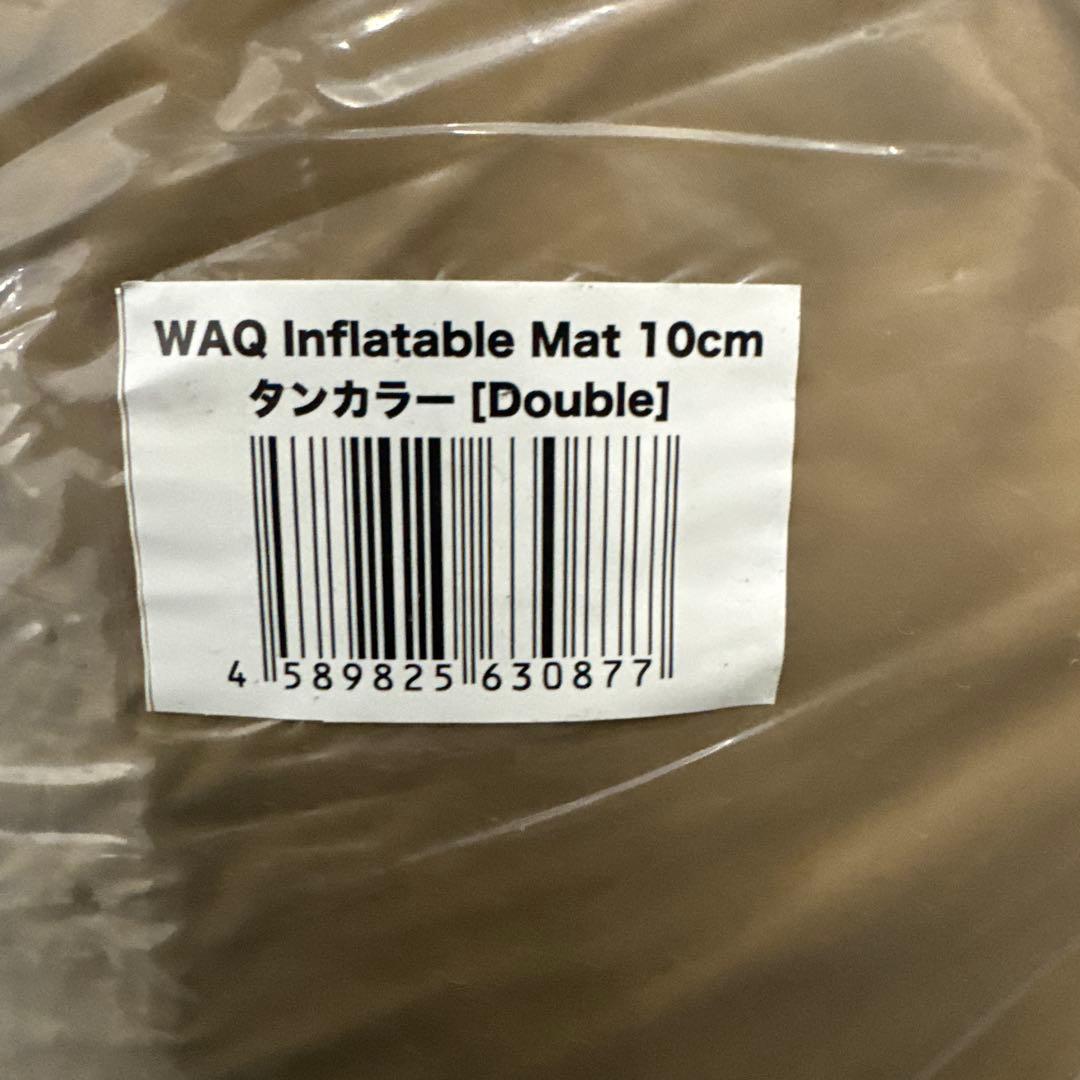 WAQ Inflatable Mat 10cm
タンカラー [Double]
4 589825 630877